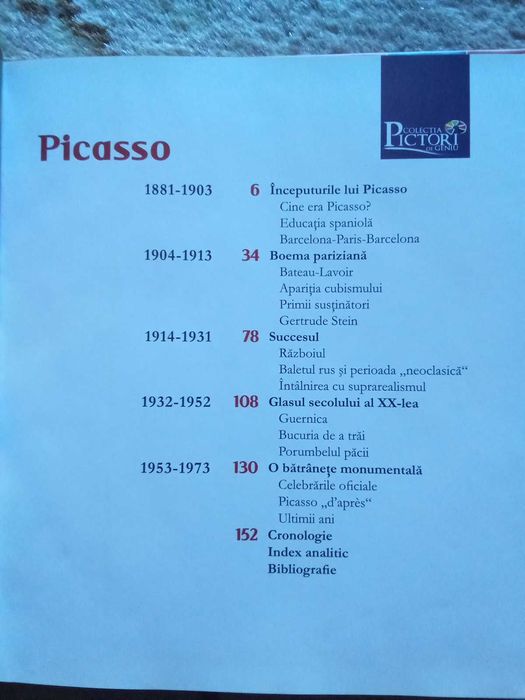 COLECȚIA
PICTORI
DE GENIU
Picasso
1881-1903 6 Începuturile lui Picasso
Cine era Picasso?
Educația spaniolă
Barcelona-Paris-Barcelona
1904-1913 34 Boema pariziană
Bateau-Lavoir
Apariția cubismului
Primii susținători
Gertrude Stein
1914-1931 78 Succesul
Războiul
Baletul rus și perioada „neoclasică“
Întâlnirea cu suprarealismul
1932-1952 108 Glasul secolului al XX-lea
Guernica
Bucuria de a trăi
Porumbelul păcii
1953-1973 130 O bătrânețe monumentală
Celebrările oficiale
Picasso „d'après“
Ultimii ani
152 Cronologie
Index analitic
Bibliografie